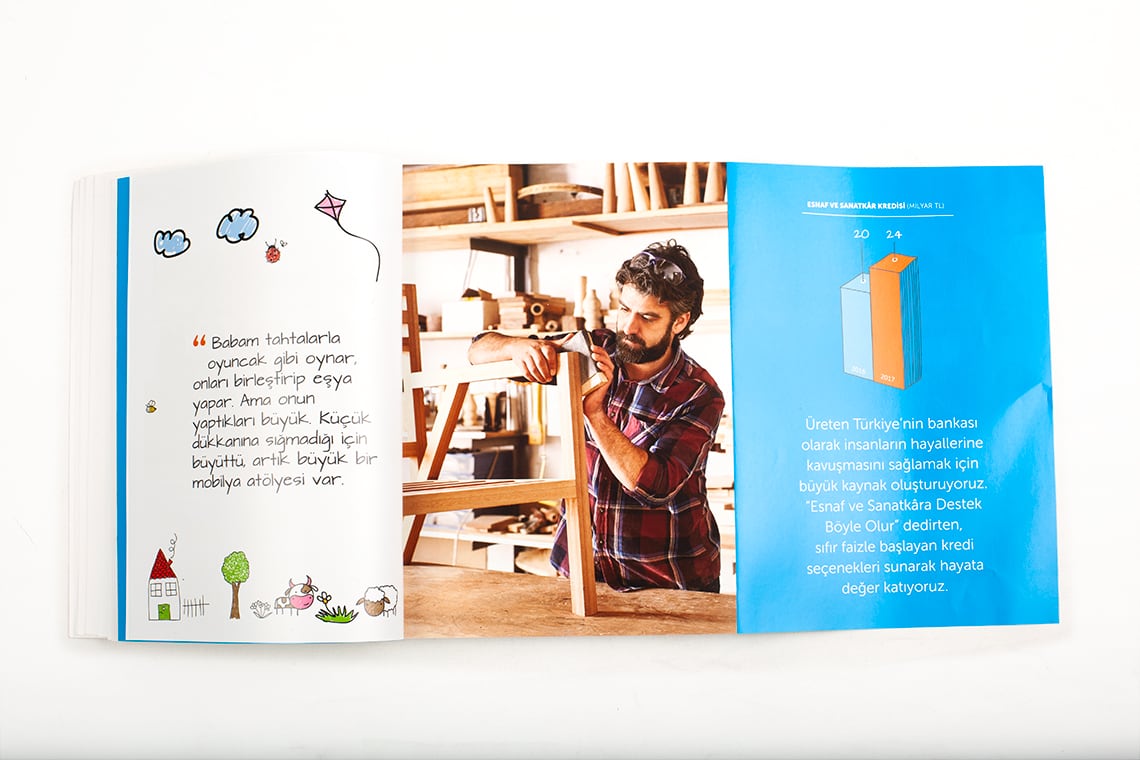 “ Babam tahtalarla
oyuncak gibi oynar,
onları birleştirip eşya
yapar. Ama onun
yaptıkları büyük. Küçük
dükkanına sığmadığı için
büyüttü, artık büyük bir
mobilya atölyesi var.
ESNAF VE SANATKÂR KREDİSİ (MİLYAR TL)
20 24
2016 2017
Üreten Türkiye'nin bankası
olarak insanların hayallerine
kavuşmasını sağlamak için
büyük kaynak oluşturuyoruz.
“Esnaf ve Sanatkâra Destek
Böyle Olur” dedirten,
sıfır faizle başlayan kredi
seçenekleri sunarak hayata
değer katıyoruz.